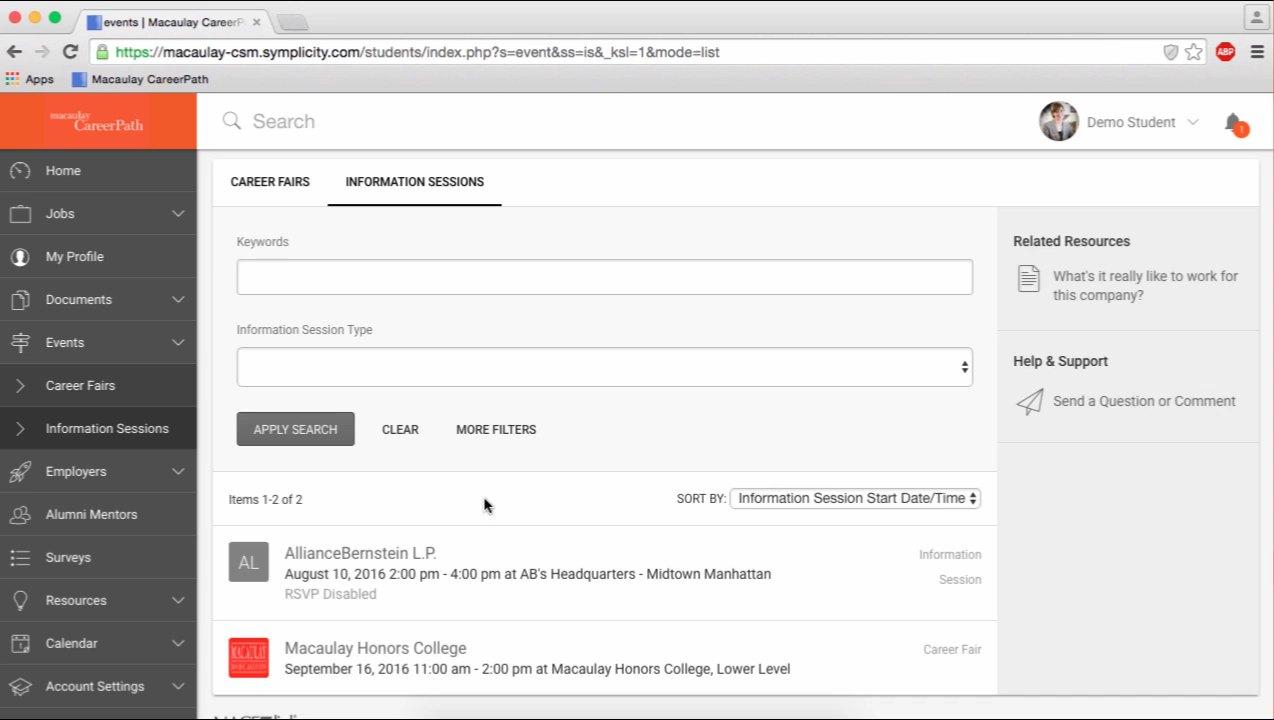 events | Macaulay CareerP
https://macaulay-csm.symplicity.com/students/index.php?s=event&ss=is&_ksl=1&mode=list
ABP
Apps
Macaulay CareerPath
macaulay
CareerPath
Search
Demo Student
1
Home
Jobs
My Profile
Documents
Events
Career Fairs
Information Sessions
Employers
Alumni Mentors
Surveys
Resources
Calendar
Account Settings
CAREER FAIRS
INFORMATION SESSIONS
Keywords
Information Session Type
APPLY SEARCH
CLEAR
MORE FILTERS
Items 1-2 of 2
SORT BY: Information Session Start Date/Time
AL
AllianceBernstein L.P.
August 10, 2016 2:00 pm - 4:00 pm at AB's Headquarters - Midtown Manhattan
RSVP Disabled
Information
Session
MACAULAY
Macaulay Honors College
September 16, 2016 11:00 am - 2:00 pm at Macaulay Honors College, Lower Level
Career Fair
Related Resources
What's it really like to work for
this company?
Help & Support
Send a Question or Comment